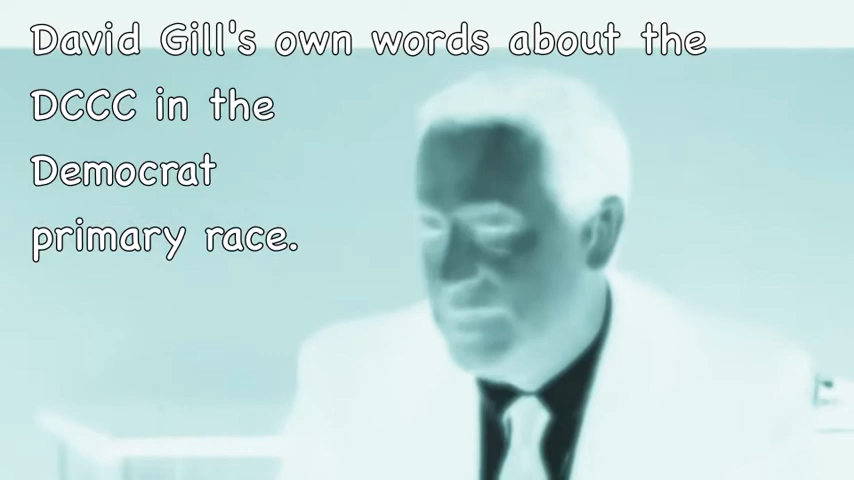 David Gill's own words about the
DCCC in the
Democrat
primary race.